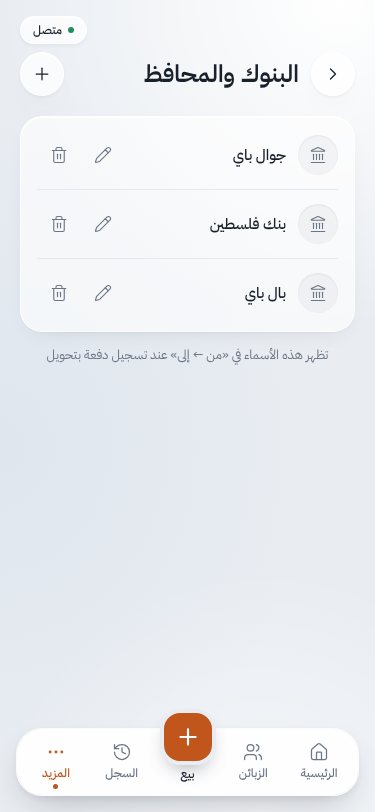 متصل
البنوك والمحافظ
جوال باي
بنك فلسطين
بال باي
تظهر هذه الأسماء في «من ← إلى» عند تسجيل دفعة بتحويل
الرئيسية
الزبائن
بيع
السجل
المزيد